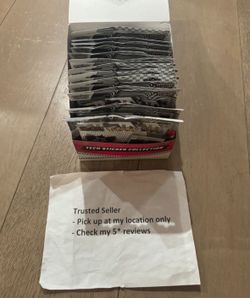 TECH STICKER COLLECTION
Trusted Seller
- Pick up at my location only
- Check my 5* reviews